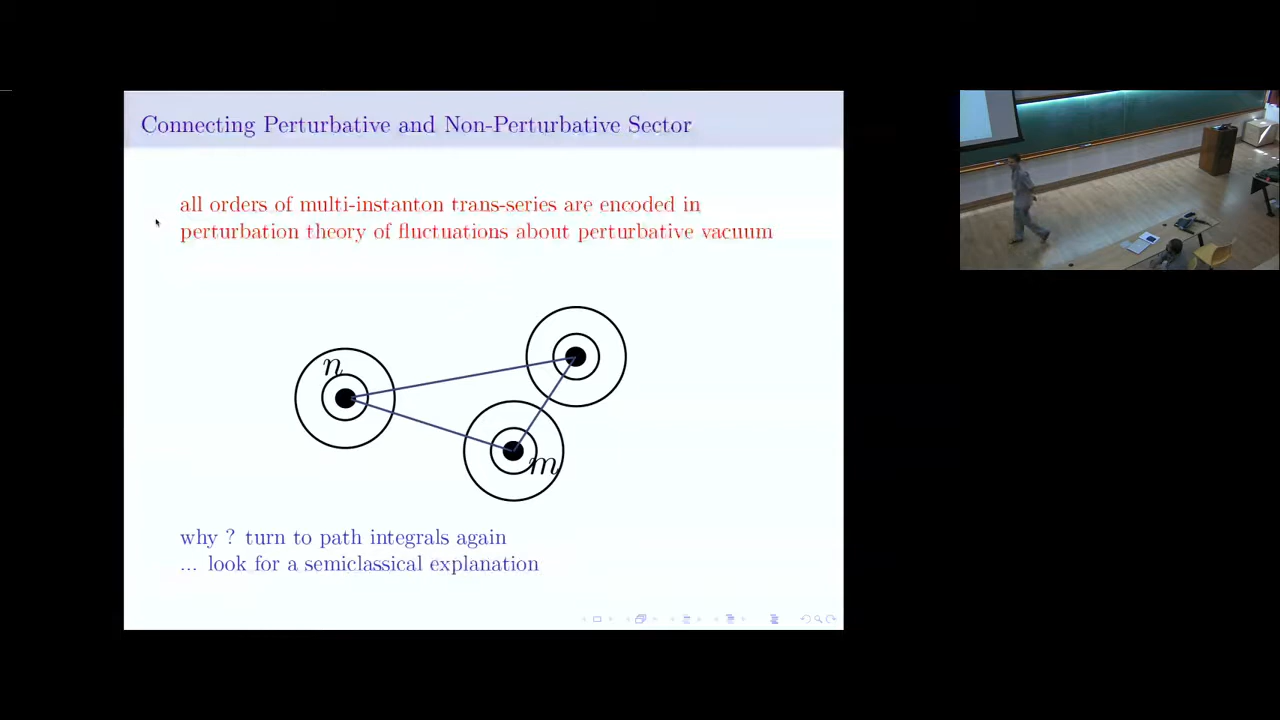 Connecting Perturbative and Non-Perturbative Sector
all orders of multi-instanton trans-series are encoded in
perturbation theory of fluctuations about perturbative vacuum
n
m
why ? turn to path integrals again
... look for a semiclassical explanation